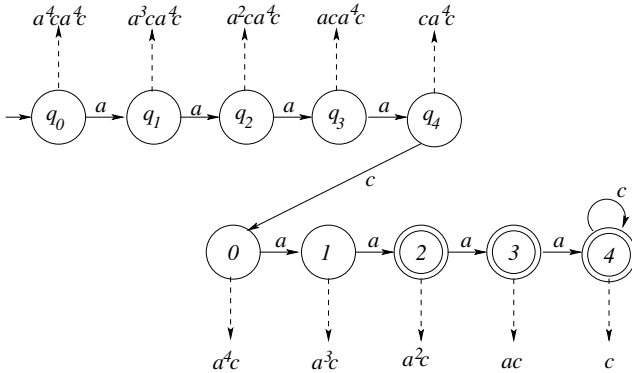 a⁴ca⁴c a³ca⁴c a²ca⁴c aca⁴c ca⁴c
q₀ a q₁ a q₂ a q₃ a q₄
c
c
0 a 1 a 2 a 3 a 4
a⁴c a³c a²c ac c